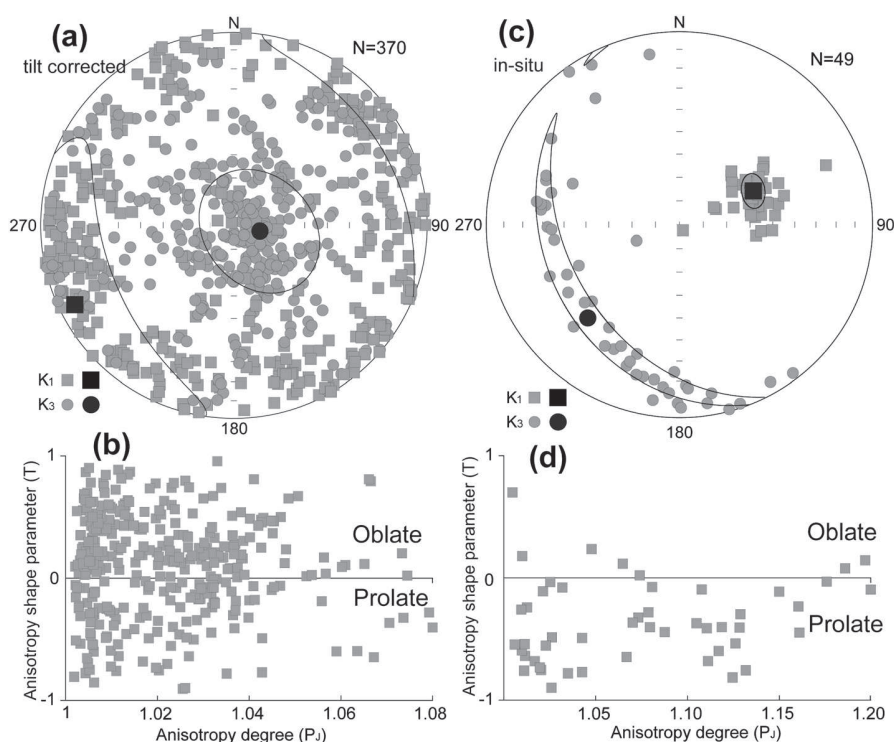 (a)
tilt corrected
N
N=370
270
90
K1
K3
180
(c)
in-situ
N
N=49
270
90
K1
K3
180
(b)
Anisotropy shape parameter (T)
1
0
-1
Oblate
Prolate
1
1.02
1.04
1.06
1.08
Anisotropy degree (PJ)
(d)
Anisotropy shape parameter (T)
1
0
-1
Oblate
Prolate
1.05
1.10
1.15
1.20
Anisotropy degree (PJ)